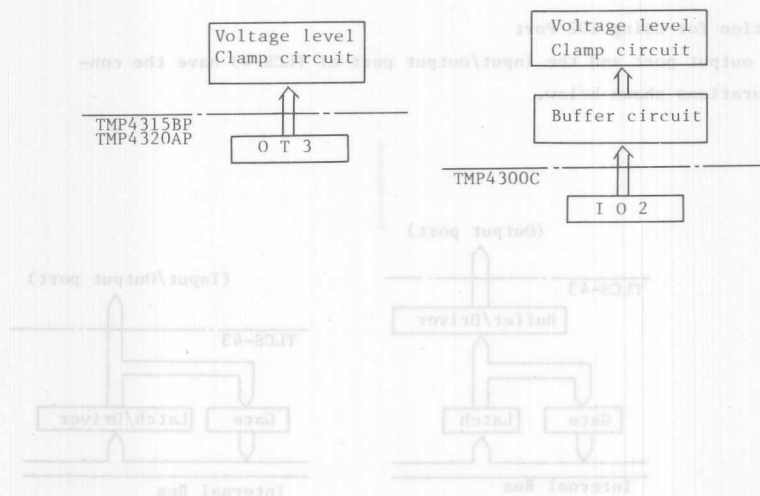 Voltage level
Clamp circuit
TMP4315BP
TMP4320AP
O T 3
Voltage level
Clamp circuit
Buffer circuit
TMP4300C
I O 2
(Output port)
TLCS-43
Buffer/Driver
Latch
Gate
Internal Bus
(Input/Output port)
TLCS-43
Latch/Driver
Gate
Internal Bus